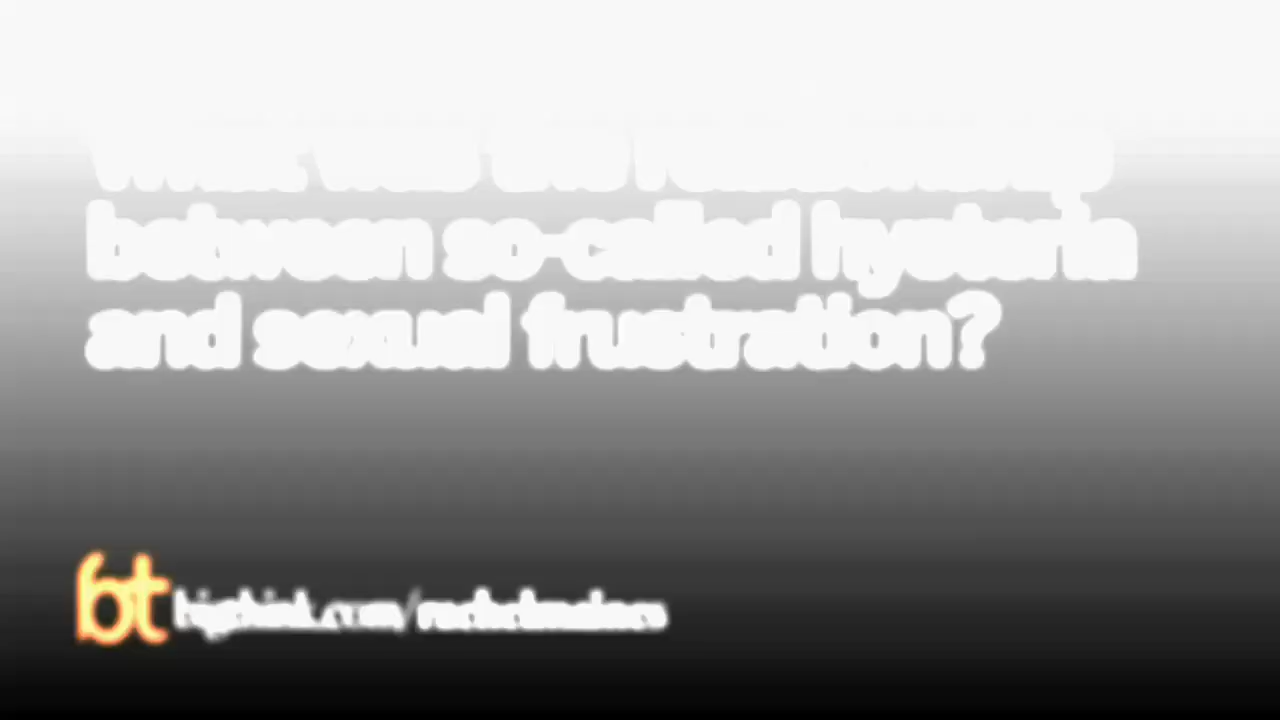 What was the relationship
between so-called hysteria
and sexual frustration?
bt